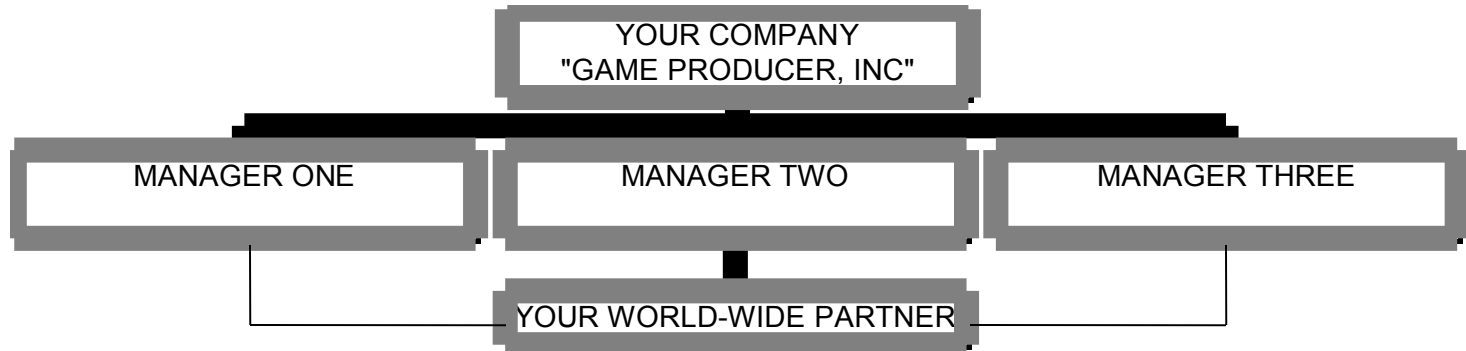 YOUR COMPANY
"GAME PRODUCER, INC"
MANAGER ONE
MANAGER TWO
MANAGER THREE
YOUR WORLD-WIDE PARTNER